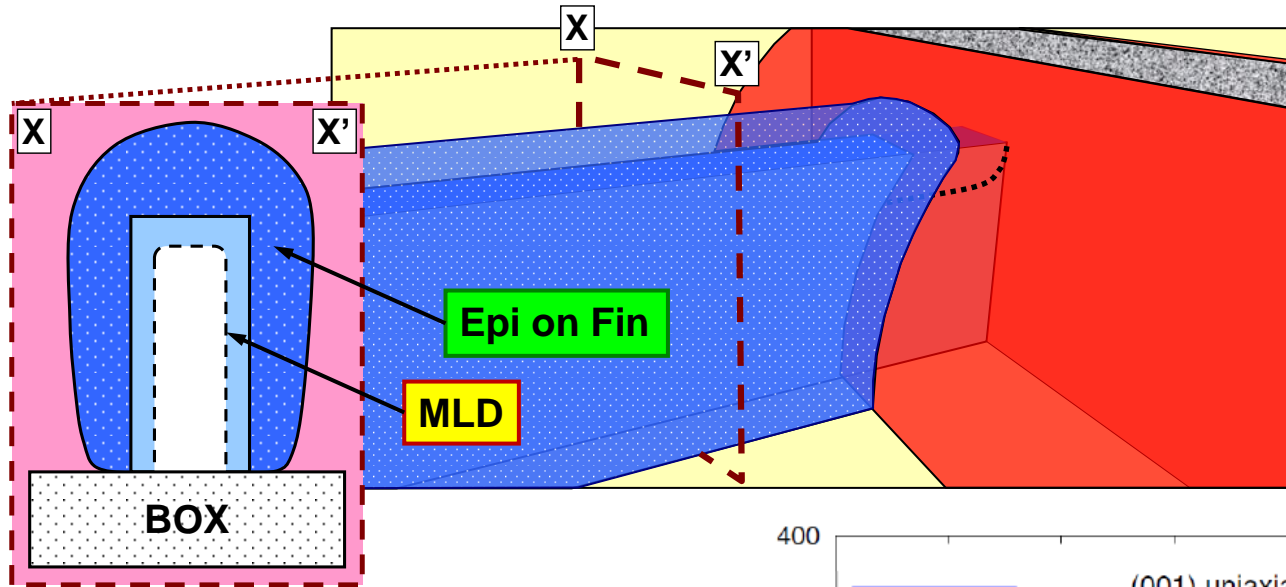 X
X’
X
X’
Epi on Fin
MLD
BOX
400
(001) uniaxia